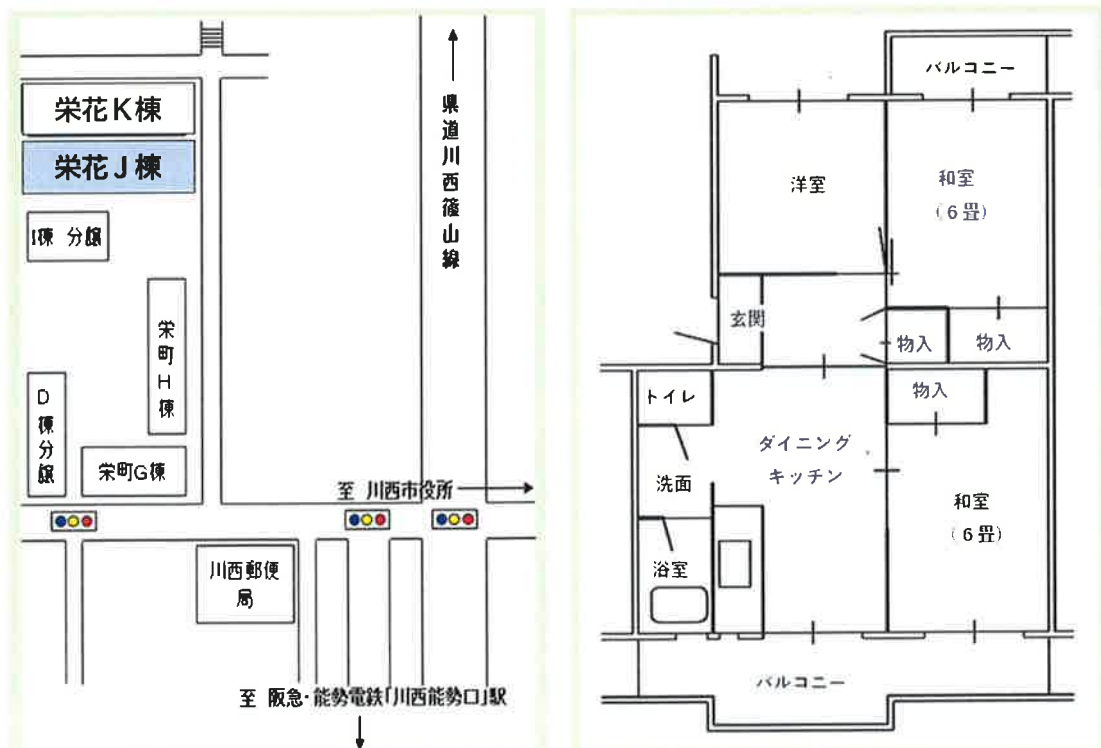 栄花K棟
栄花J棟
I棟 分譲
栄町H棟
D棟分譲
栄町G棟
県道川西篠山線
至 川西市役所
川西郵便
局
至 阪急・能勢電鉄「川西能勢口」駅
バルコニー
洋室
和室
(6畳)
玄関
物入
物入
物入
トイレ
ダイニング
キッチン
洗面
和室
(6畳)
浴室
バルコニー